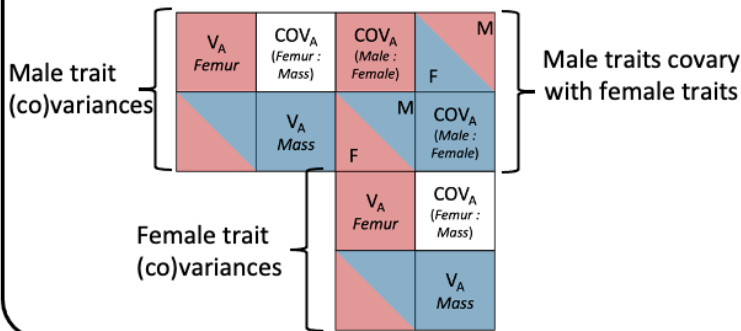 Male trait
(co)variances
V_A
Femur
COV_A
(Femur :
Mass)
COV_A
(Male :
Female)
M
F
Male traits covary
with female traits
V_A
Mass
M
F
COV_A
(Male :
Female)
Female trait
(co)variances
V_A
Femur
COV_A
(Femur :
Mass)
V_A
Mass